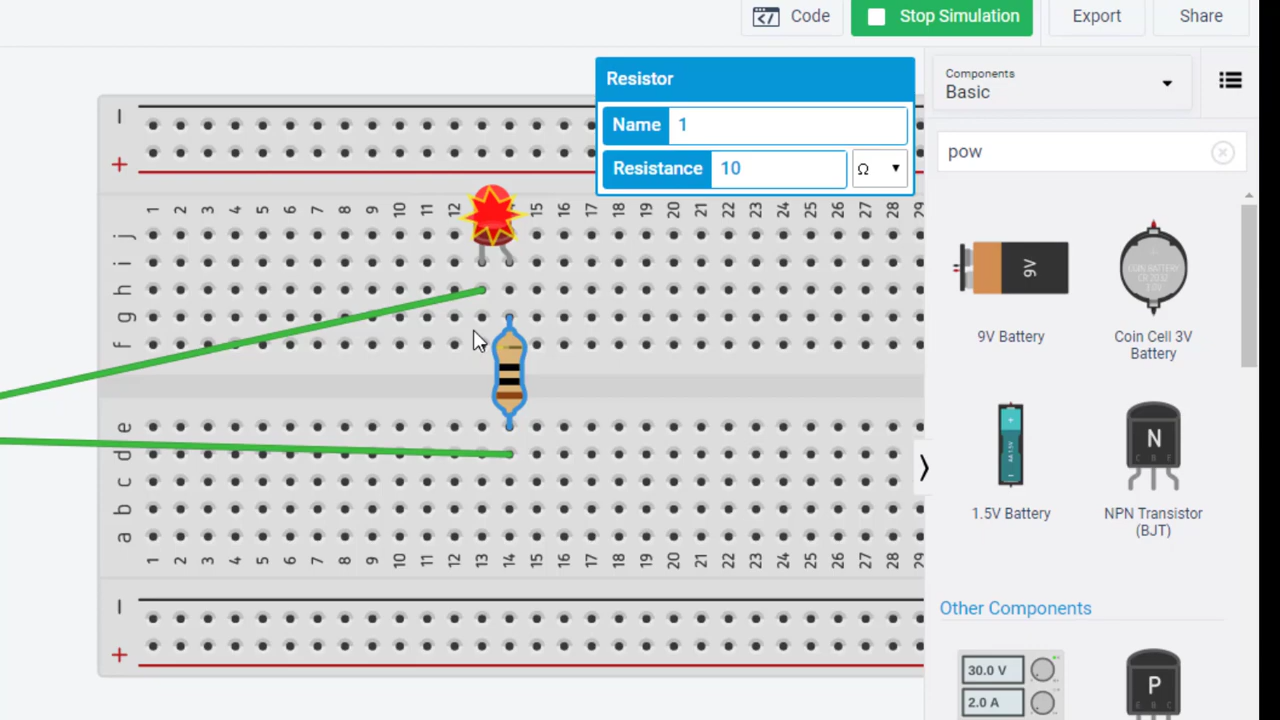 Code
Stop Simulation
Export
Share
Resistor
Name 1
Resistance 10 Ω
Components
Basic
pow
1 2 3 4 5 6 7 8 9 10 11 12 15 16 17 18 19 20 21 22 23 24 25 26 27 28 29
j
i
h
g
f
e
d
c
b
a
1 2 3 4 5 6 7 8 9 10 11 12 13 14 15 16 17 18 19 20 21 22 23 24 25 26 27 28 29
9V
9V Battery
COIN BATTERY
CR 2032
Coin Cell 3V
Battery
1.5V Battery
N
C B E
NPN Transistor
(BJT)
Other Components
30.0 V
2.0 A
P